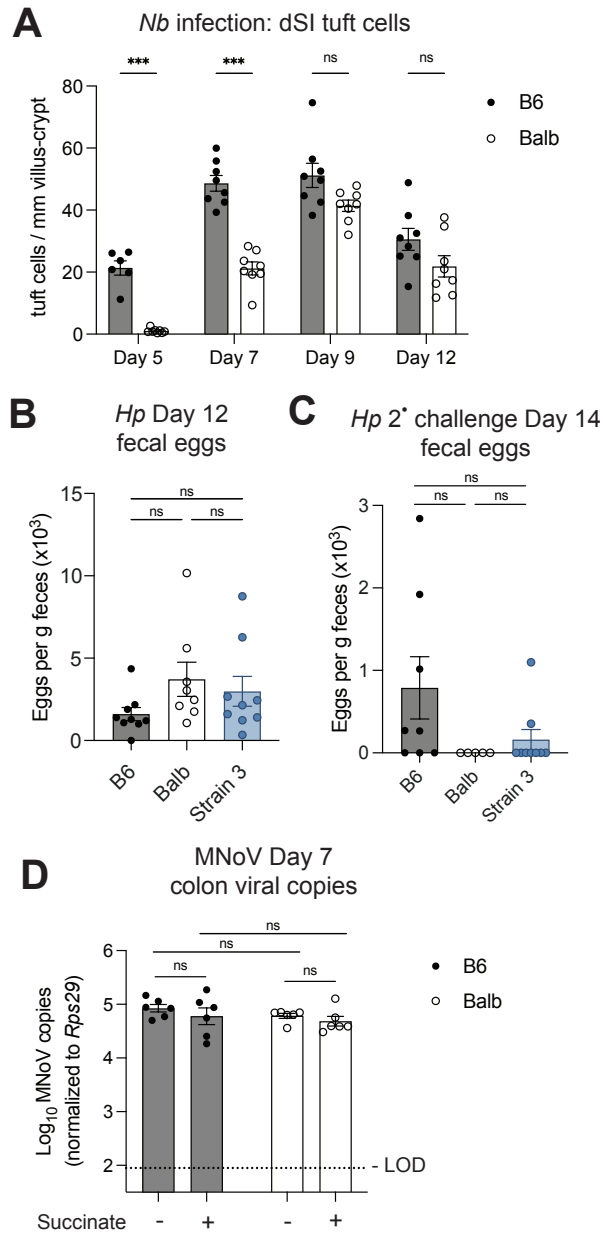 A
Nb infection: dSI tuft cells
*** *** ns ns
B6
Balb
tuft cells / mm villus-crypt
80
60
40
20
0
Day 5 Day 7 Day 9 Day 12
B
Hp Day 12
fecal eggs
ns
ns ns
Eggs per g feces (x10³)
15
10
5
0
B6 Balb Strain 3
C
Hp 2˚ challenge Day 14
fecal eggs
ns
ns ns
Eggs per g feces (x10³)
3
2
1
0
B6 Balb Strain 3
D
MNoV Day 7
colon viral copies
ns
ns
ns ns
B6
Balb
Log₁₀ MNoV copies
(normalized to Rps29)
6
5
4
3
2
- LOD
Succinate - + - +